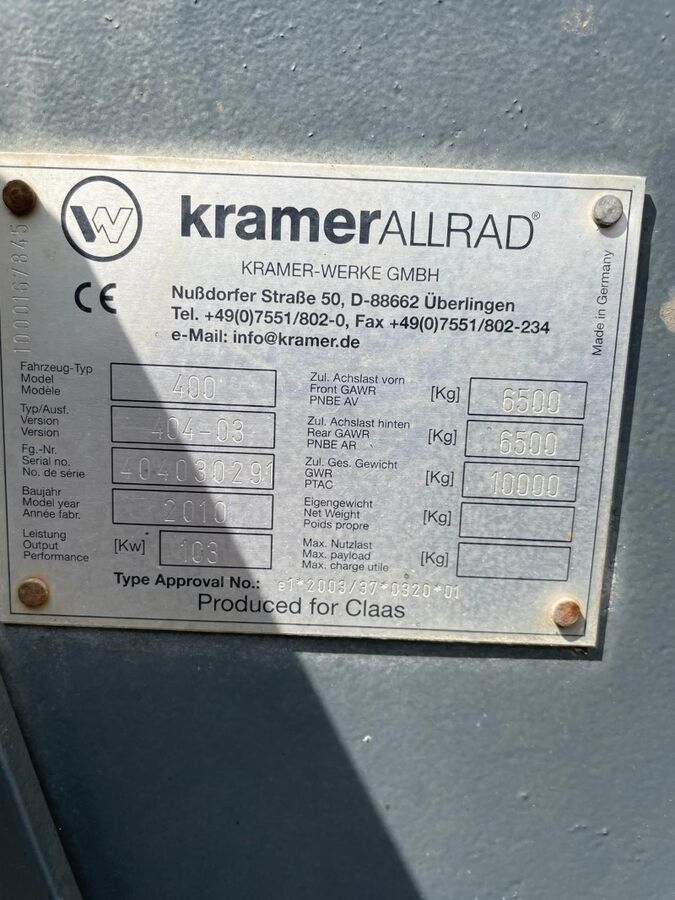 kramerALLRAD®
KRAMER-WERKE GMBH
Nußdorfer Straße 50, D-88662 Überlingen
Tel. +49(0)7551/802-0, Fax +49(0)7551/802-234
e-Mail: info@kramer.de
CE
Made in Germany
1000167845
Fahrzeug-Typ
Model
Modèle
400
Typ/Ausf.
Version
Version
404-03
Fg.-Nr.
Serial no.
No. de série
404030291
Baujahr
Model year
Année fabr.
2010
Leistung
Output
Performance
[Kw] 103
Zul. Achslast vorn
Front GAWR
PNBE AV
[Kg] 6500
Zul. Achslast hinten
Rear GAWR
PNBE AR
[Kg] 6500
Zul. Ges. Gewicht
GWR
PTAC
[Kg] 10000
Eigengewicht
Net Weight
Poids propre
[Kg]
Max. Nutzlast
Max. payload
Max. charge utile
[Kg]
Type Approval No.: e1*2003/37*0320*01
Produced for Claas